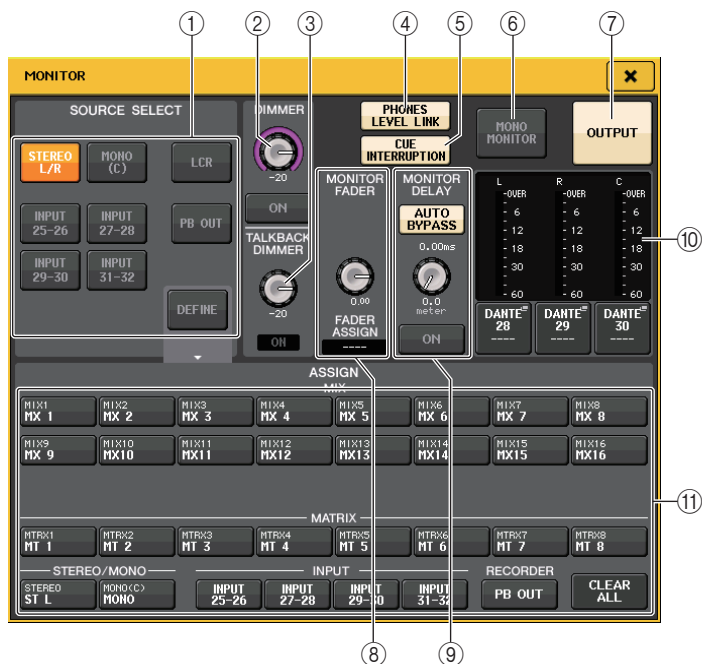 ① ② ③ ④ ⑤ ⑥ ⑦
MONITOR
SOURCE SELECT
STEREO L/R
MONO (C)
LCR
INPUT 25-26
INPUT 27-28
PB OUT
INPUT 29-30
INPUT 31-32
DEFINE
DIMMER
-20
ON
TALKBACK DIMMER
-20
ON
PHONES LEVEL LINK
CUE INTERRUPTION
MONO MONITOR
OUTPUT
MONITOR FADER
0.00
FADER ASSIGN
----
MONITOR DELAY
AUTO BYPASS
0.00ms
0.0
meter
ON
L R C
-OVER -OVER -OVER
- 6 - 6 - 6
- 12 - 12 - 12
- 18 - 18 - 18
- 30 - 30 - 30
- 60 - 60 - 60
⑩
DANTE 28 ----
DANTE 29 ----
DANTE 30 ----
ASSIGN
MIX
MIX1 MIX2 MIX3 MIX4 MIX5 MIX6 MIX7 MIX8
MX 1 MX 2 MX 3 MX 4 MX 5 MX 6 MX 7 MX 8
MIX9 MIX10 MIX11 MIX12 MIX13 MIX14 MIX15 MIX16
MX 9 MX10 MX11 MX12 MX13 MX14 MX15 MX16
⑪
MATRIX
MTRX1 MTRX2 MTRX3 MTRX4 MTRX5 MTRX6 MTRX7 MTRX8
MT 1 MT 2 MT 3 MT 4 MT 5 MT 6 MT 7 MT 8
STEREO/MONO INPUT RECORDER
STEREO ST L
MONO(C) MONO
INPUT 25-26
INPUT 27-28
INPUT 29-30
INPUT 31-32
PB OUT
CLEAR ALL
⑧ ⑨